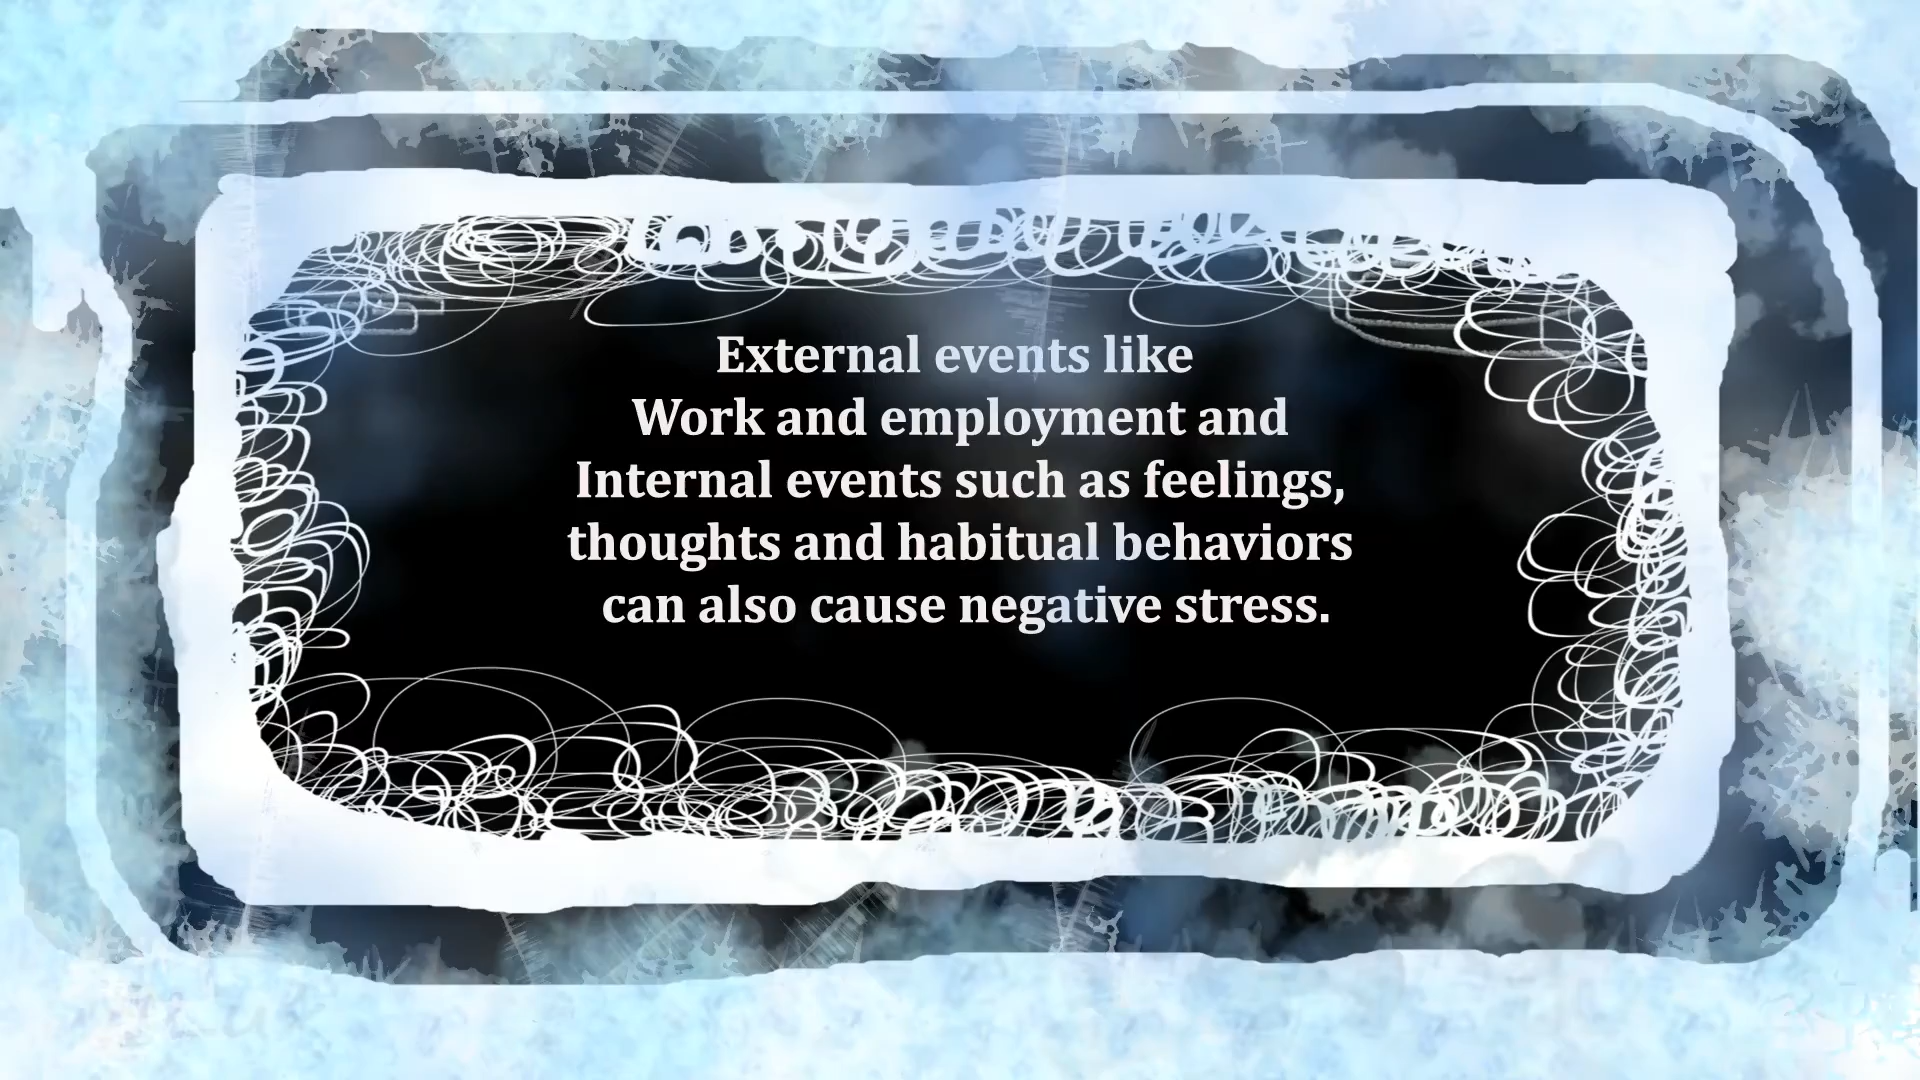 External events like
Work and employment and
Internal events such as feelings,
thoughts and habitual behaviors
can also cause negative stress.